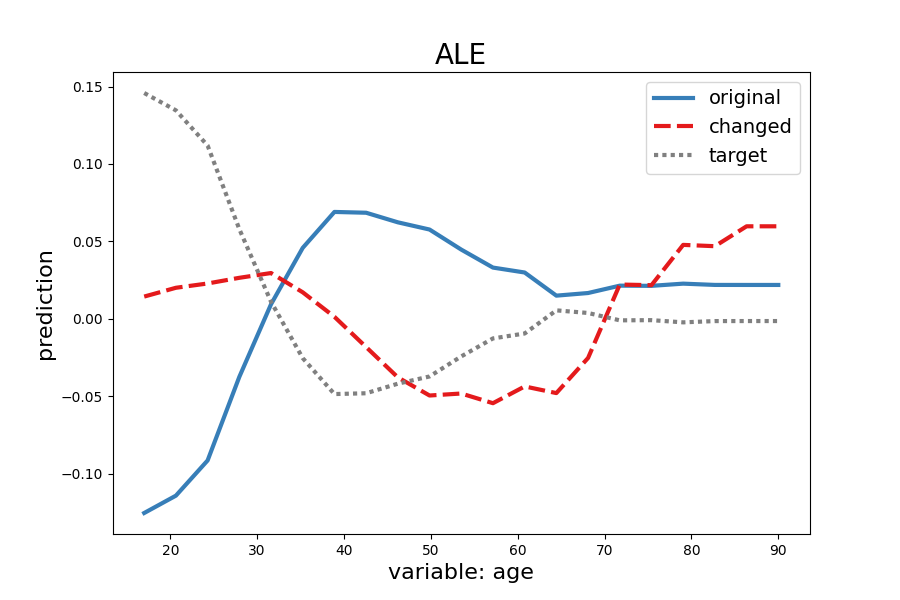 ALE
original
changed
target
0.15
0.10
0.05
0.00
−0.05
−0.10
prediction
20 30 40 50 60 70 80 90
variable: age